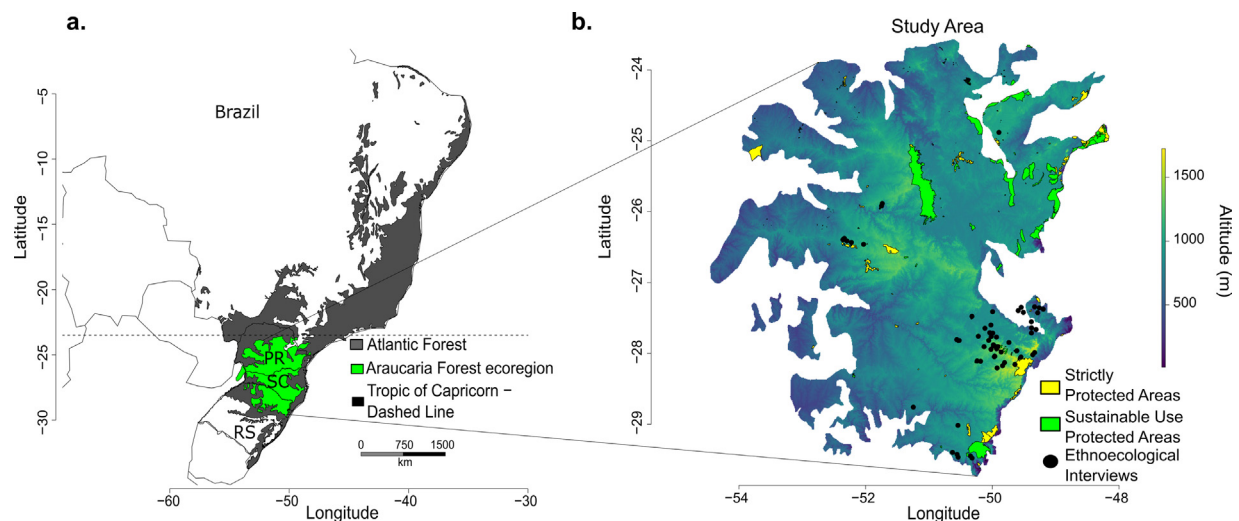 a.
Brazil
Latitude
−5
−10
−15
−20
−25
−30
PR
SC
RS
Atlantic Forest
Araucaria Forest ecoregion
Tropic of Capricorn −
Dashed Line
0 750 1500
km
−60 −50 −40 −30
Longitude
b.
Study Area
Latitude
−24
−25
−26
−27
−28
−29
1500
1000
500
Altitude (m)
Strictly
Protected Areas
Sustainable Use
Protected Areas
Ethnoecological
Interviews
−54 −52 −50 −48
Longitude